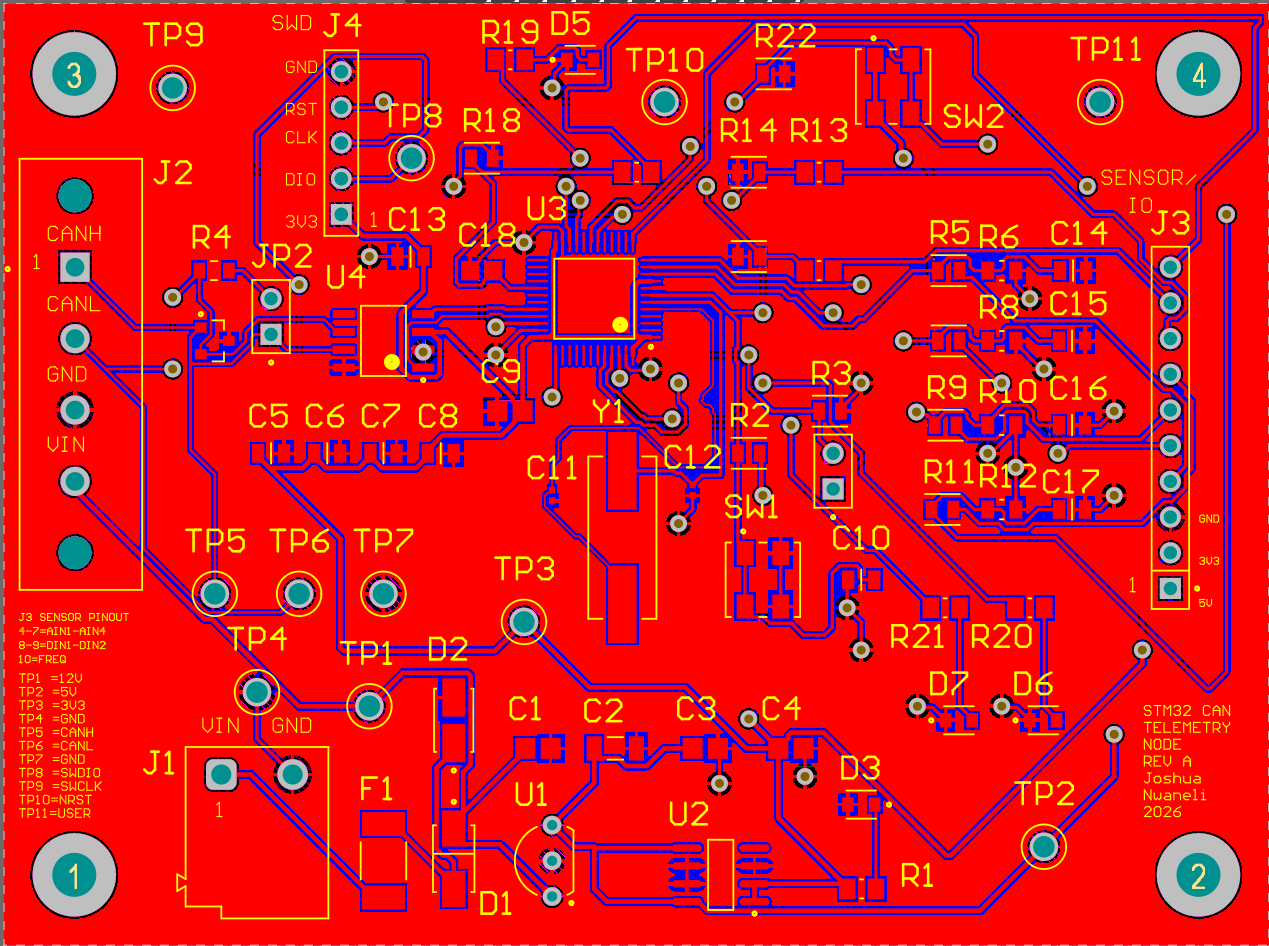 TP9
SWD J4
R19 D5
R22
TP10
TP11
3
4
GND
RST
CLK
DIO
3V3
1
TP8
R18
R14 R13
SW2
J2
SENSOR/
IO
J3
CANH
1
CANL
GND
VIN
R4
JP2
U4
C13
C18
U3
R5 R6 C14
R8 C15
R9 R10 C16
R11 R12 C17
C9
R3
Y1
R2
C5 C6 C7 C8
C11
C12
SW1
C10
GND
3V3
5V
1
TP5 TP6 TP7
TP3
R21 R20
J3 SENSOR PINOUT
4-7=AIN1-AIN4
8-9=DIN1-DIN2
10=FREQ
TP4
TP1
D2
D7 D6
TP1 =12V
TP2 =5V
TP3 =3V3
TP4 =GND
TP5 =CANH
TP6 =CANL
TP7 =GND
TP8 =SWDIO
TP9 =SWCLK
TP10=NRST
TP11=USER
VIN GND
J1
1
C1 C2 C3 C4
F1
U1
U2
D3
TP2
D1
R1
STM32 CAN
TELEMETRY
NODE
REV A
Joshua
Nwaneli
2026
1
2